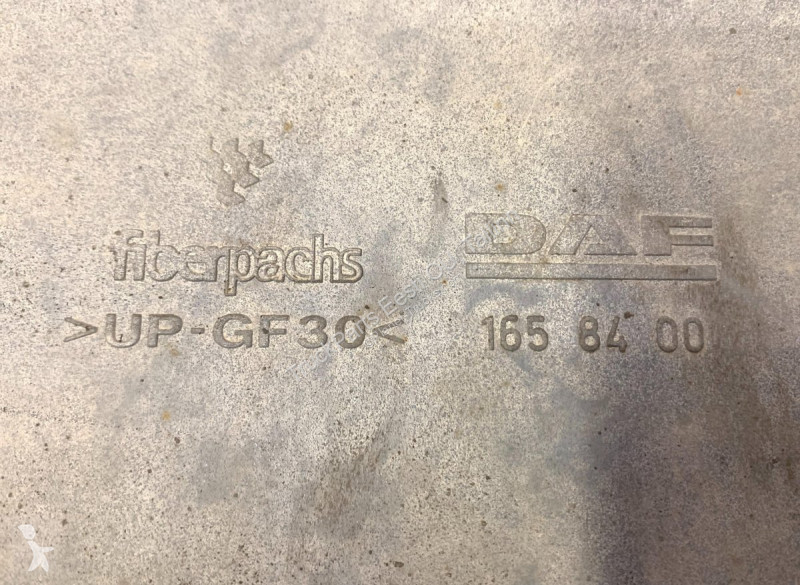 fiberpachs
DAF
>UP-GF30<
165 84 00